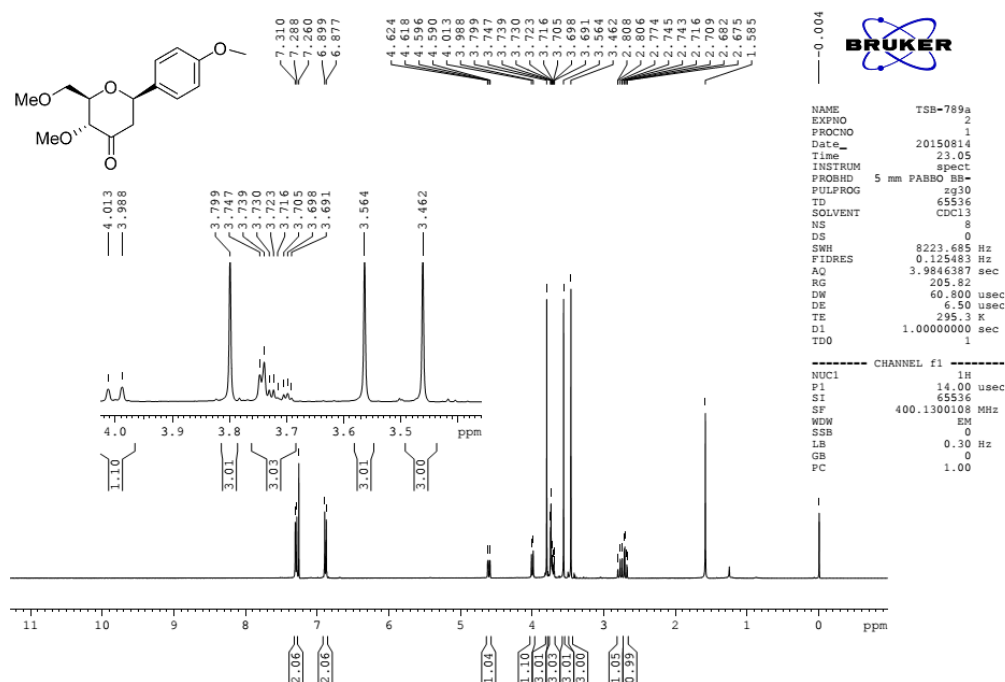 7.310
7.288
7.260
6.899
6.877
4.624
4.618
4.596
4.590
4.013
3.988
3.799
3.747
3.739
3.730
3.723
3.716
3.705
3.698
3.691
3.564
3.462
2.808
2.806
2.774
2.745
2.743
2.716
2.709
2.682
2.675
1.585
-0.004
BRUKER
O
O
MeO
MeO
O
NAME TSB-789a
EXPNO 2
PROCNO 1
Date_ 20150814
Time 23.05
INSTRUM spect
PROBHD 5 mm PABBO BB-
PULPROG zg30
TD 65536
SOLVENT CDCl3
NS 8
DS 0
SWH 8223.685 Hz
FIDRES 0.125483 Hz
AQ 3.9846387 sec
RG 205.82
DW 60.800 usec
DE 6.50 usec
TE 295.3 K
D1 1.00000000 sec
TD0 1
======== CHANNEL f1 ========
NUC1 1H
P1 14.00 usec
SI 65536
SF 400.1300108 MHz
WDW EM
SSB 0
LB 0.30 Hz
GB 0
PC 1.00
4.013
3.988
3.799
3.747
3.739
3.730
3.723
3.716
3.705
3.698
3.691
3.564
3.462
4.0 3.9 3.8 3.7 3.6 3.5 ppm
1.10
3.01
3.03
3.01
3.00
11 10 9 8 7 6 5 4 3 2 1 0 ppm
2.06
2.06
1.04
1.10
3.01
3.03
3.01
3.00
1.05
0.99